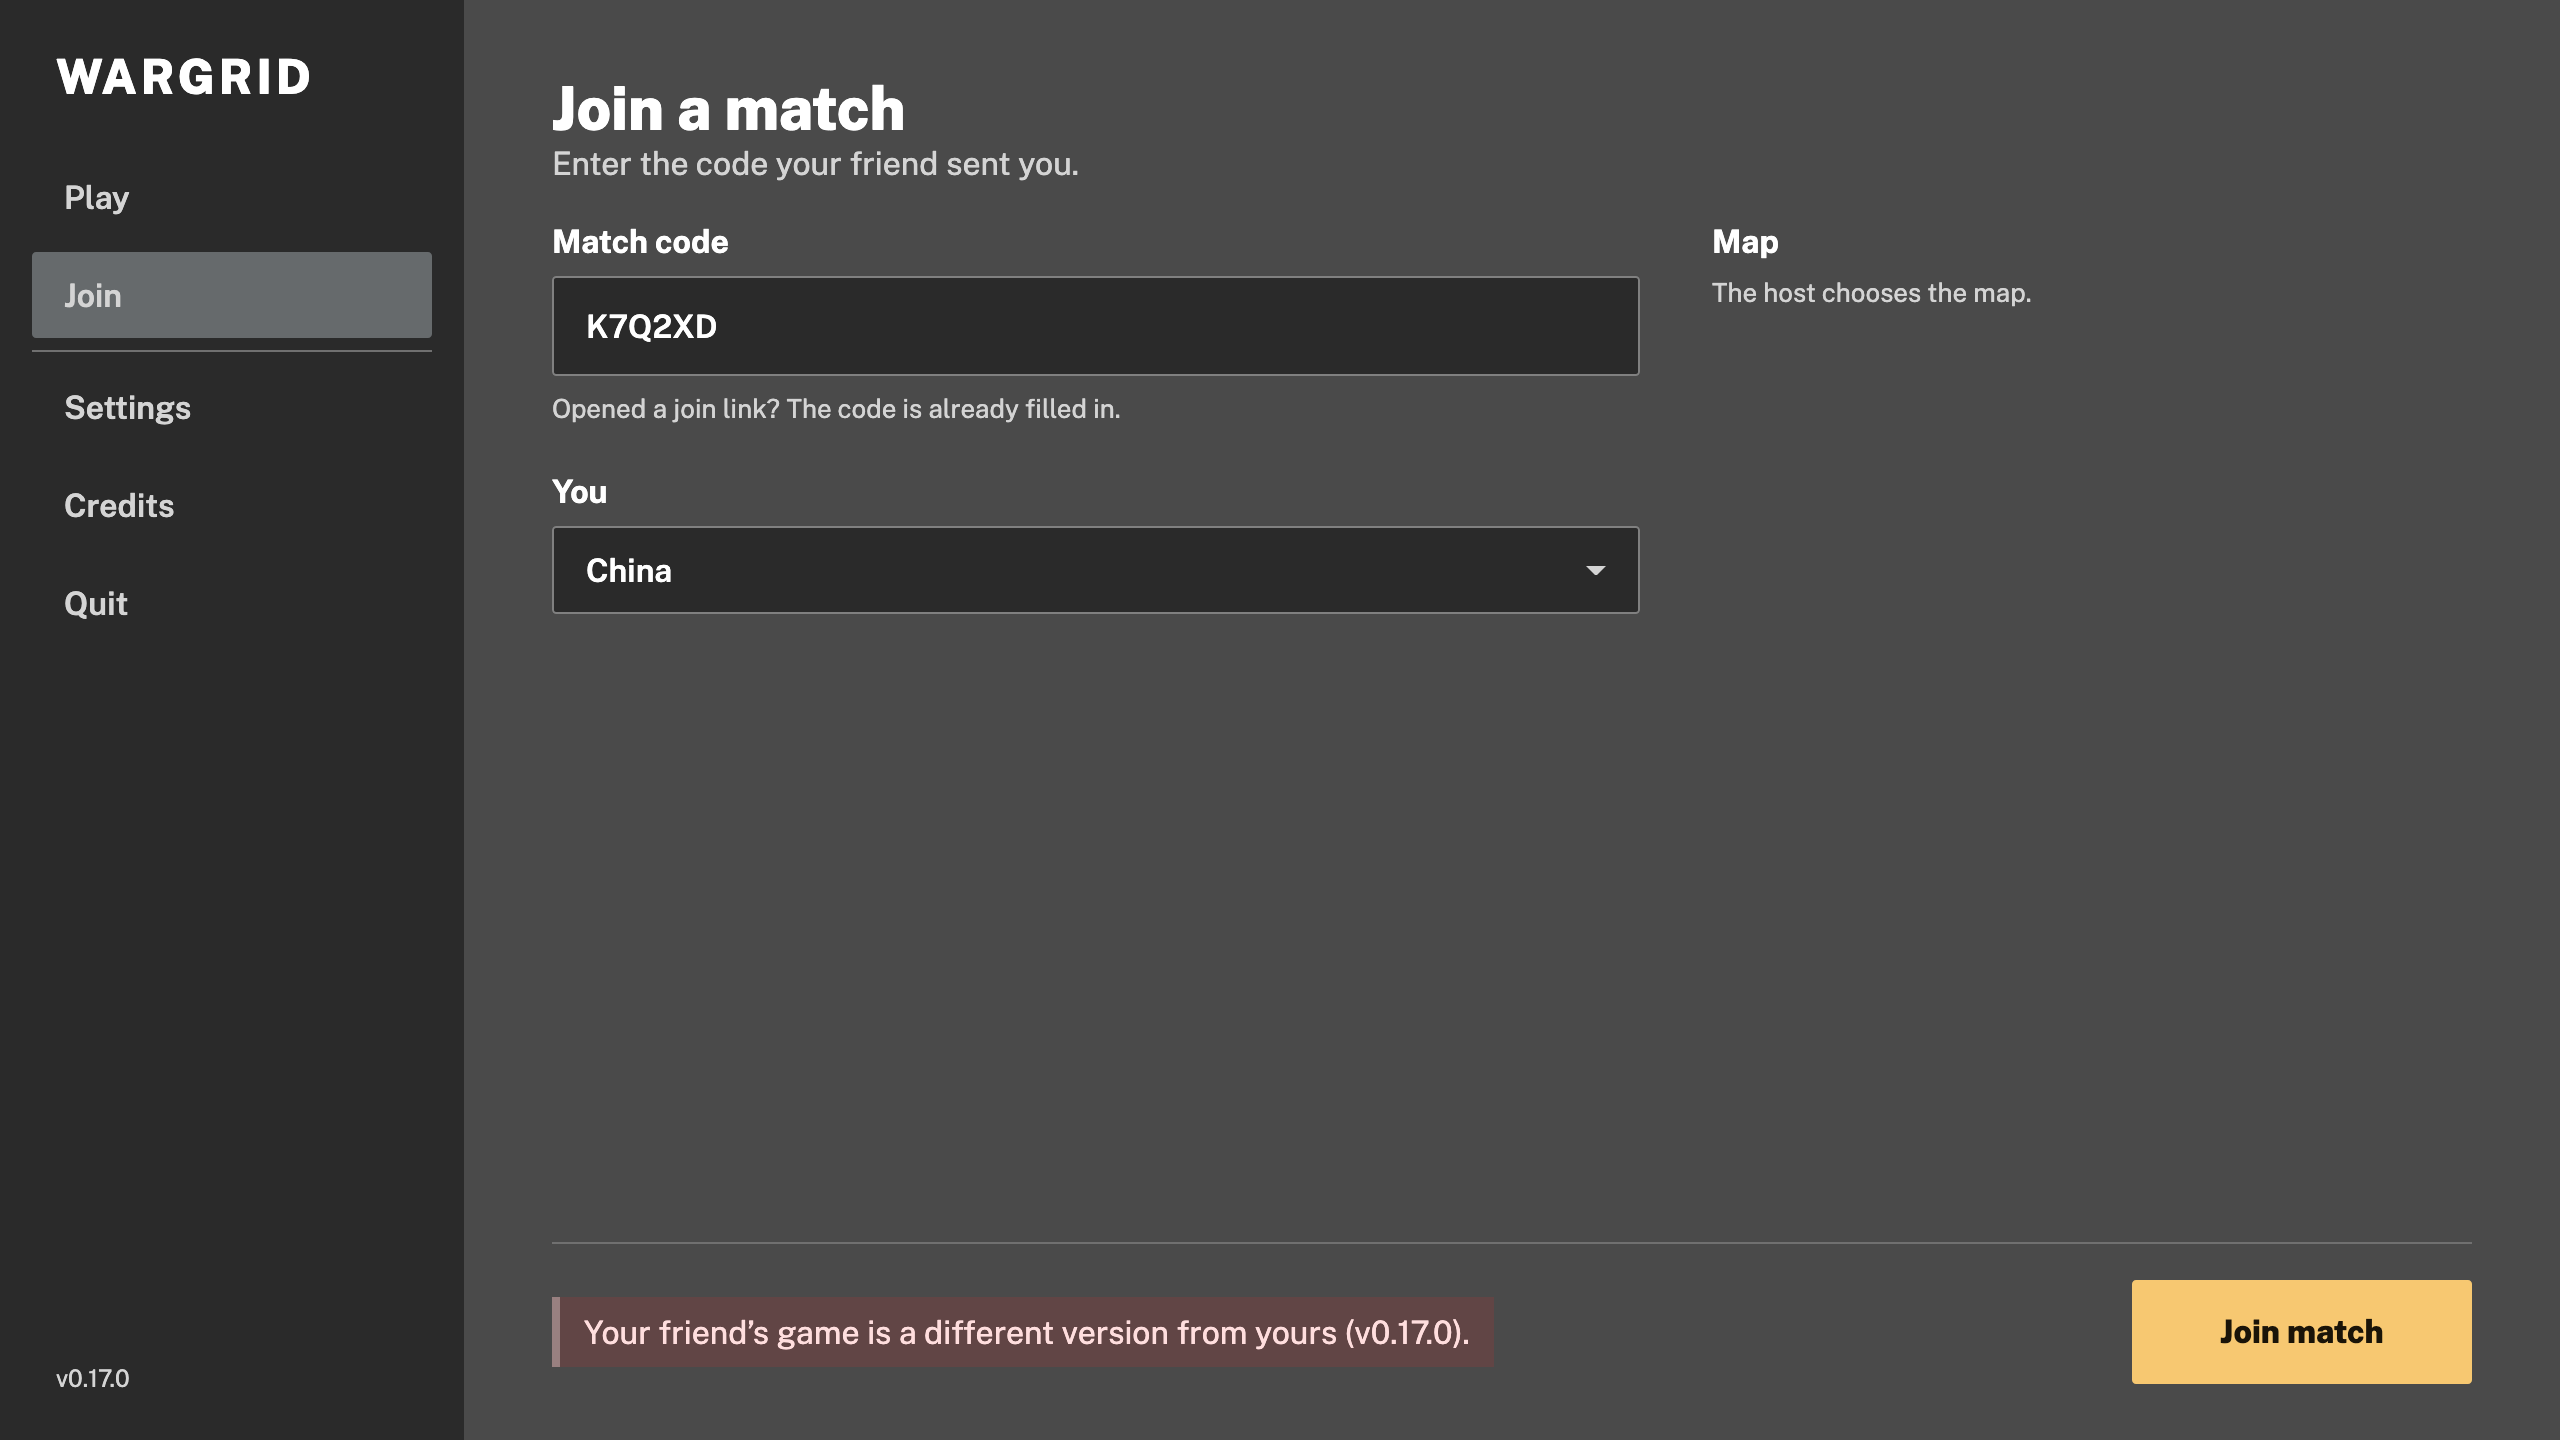 WARGRID
Play
Join
Settings
Credits
Quit
v0.17.0
Join a match
Enter the code your friend sent you.
Match code
K7Q2XD
Opened a join link? The code is already filled in.
You
China
Map
The host chooses the map.
Your friend’s game is a different version from yours (v0.17.0).
Join match